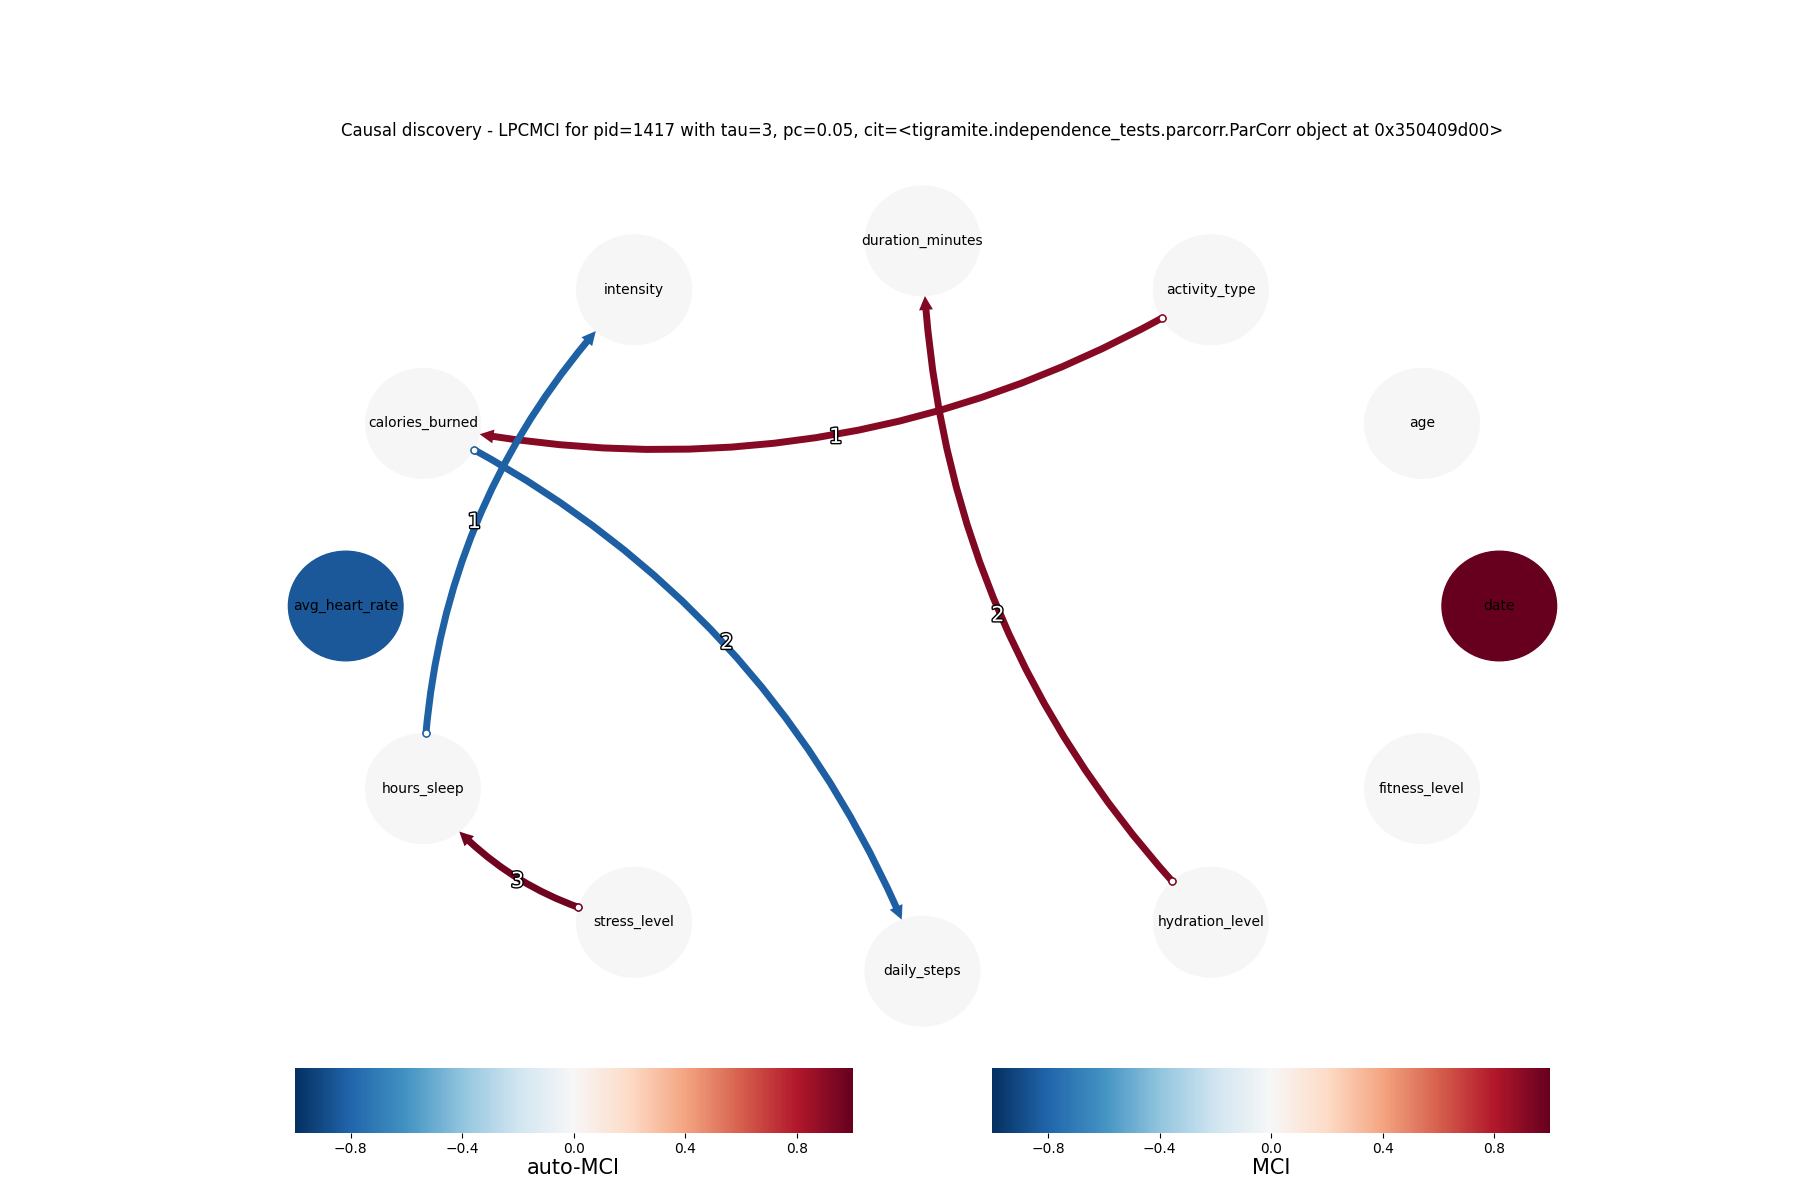 Causal discovery - LPCMCI for pid=1417 with tau=3, pc=0.05, cit=<tigramite.independence_tests.parcorr.ParCorr object at 0x350409d00>
duration_minutes
intensity
activity_type
calories_burned
age
1
1
avg_heart_rate
date
2
2
hours_sleep
fitness_level
3
stress_level
hydration_level
daily_steps
−0.8 −0.4 0.0 0.4 0.8
auto-MCI
−0.8 −0.4 0.0 0.4 0.8
MCI